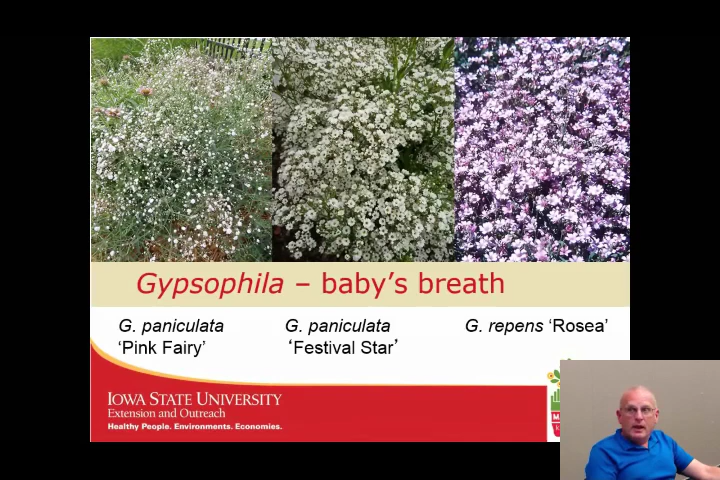 Gypsophila – baby's breath
G. paniculata
'Pink Fairy'
G. paniculata
'Festival Star'
G. repens 'Rosea'
IOWA STATE UNIVERSITY
Extension and Outreach
Healthy People. Environments. Economies.